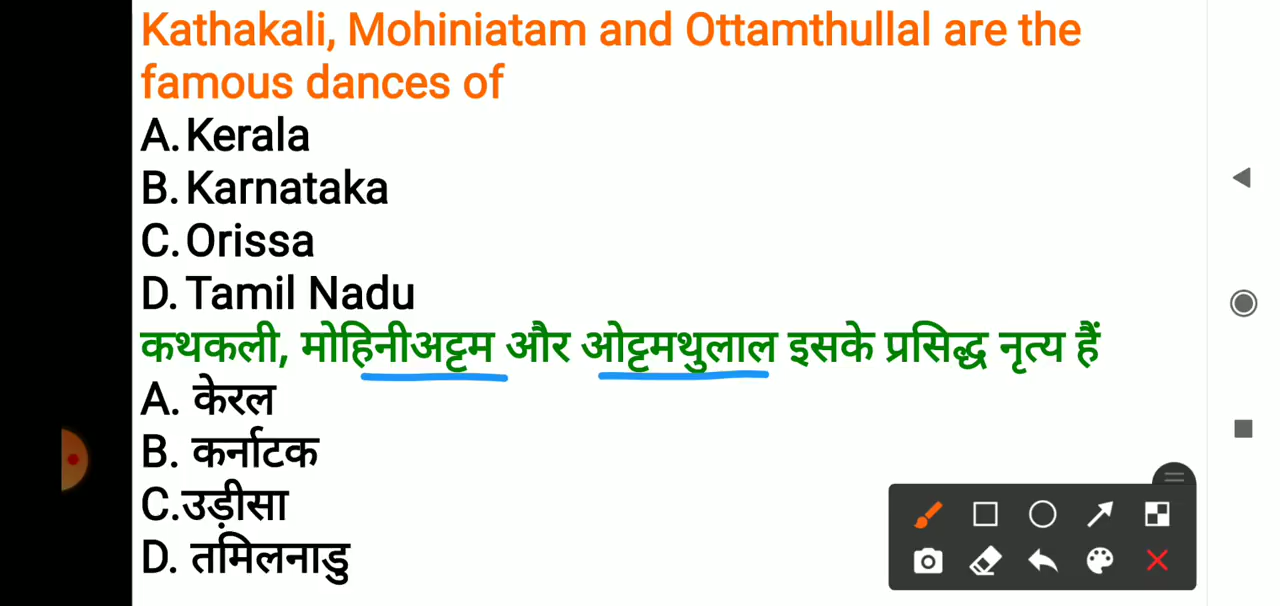 Kathakali, Mohiniatam and Ottamthullal are the
famous dances of
A. Kerala
B. Karnataka
C. Orissa
D. Tamil Nadu
कथकली, मोहिनीअट्टम और ओट्टमथुलाल इसके प्रसिद्ध नृत्य हैं
A. केरल
B. कर्नाटक
C.उड़ीसा
D. तमिलनाडु